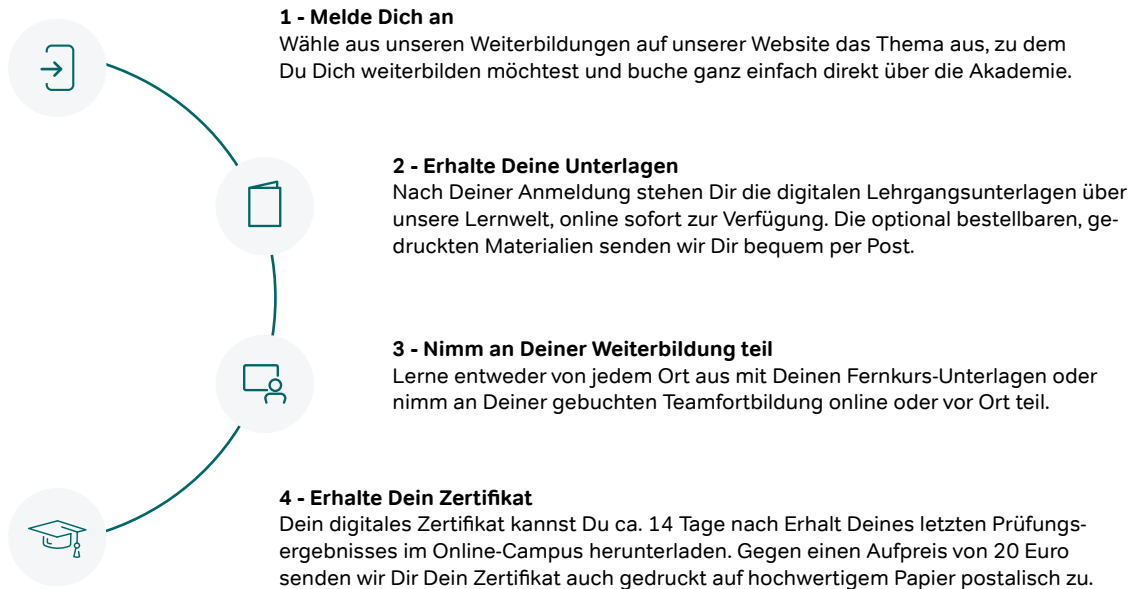 1 - Melde Dich an
Wähle aus unseren Weiterbildungen auf unserer Website das Thema aus, zu dem
Du Dich weiterbilden möchtest und buche ganz einfach direkt über die Akademie.
2 - Erhalte Deine Unterlagen
Nach Deiner Anmeldung stehen Dir die digitalen Lehrgangsunterlagen über
unsere Lernwelt, online sofort zur Verfügung. Die optional bestellbaren, ge-
druckten Materialien senden wir Dir bequem per Post.
3 - Nimm an Deiner Weiterbildung teil
Lerne entweder von jedem Ort aus mit Deinen Fernkurs-Unterlagen oder
nimm an Deiner gebuchten Teamfortbildung online oder vor Ort teil.
4 - Erhalte Dein Zertifikat
Dein digitales Zertifikat kannst Du ca. 14 Tage nach Erhalt Deines letzten Prüfungs-
ergebnisses im Online-Campus herunterladen. Gegen einen Aufpreis von 20 Euro
senden wir Dir Dein Zertifikat auch gedruckt auf hochwertigem Papier postalisch zu.